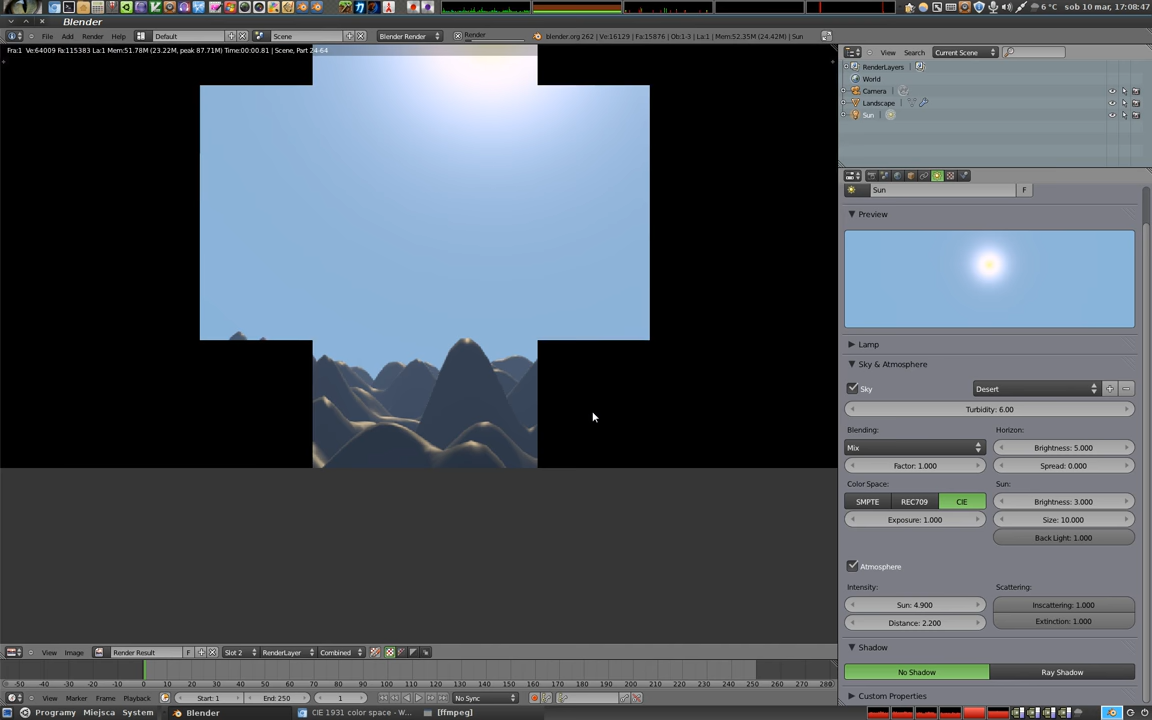 6 °C sob 10 mar, 17:08:47
Blender
File Add Render Help Default Scene Blender Render Render blender.org 262 | Ve:16129 | Fa:15876 | Ob:1-3 | La:1 | Mem:52.35M (24.42M) | Sun
View Search Current Scene
Fra:1 Ve:64009 Fa:115383 La:1 Mem:51.78M (23.22M, peak 87.71M) Time:00:00.81 | Scene, Part 24-64
RenderLayers
World
Camera
Landscape
Sun
Sun F
Preview
Lamp
Sky & Atmosphere
Sky Desert
Turbidity: 6.00
Blending: Horizon:
Mix Brightness: 5.000
Factor: 1.000 Spread: 0.000
Color Space: Sun:
SMPTE REC709 CIE Brightness: 3.000
Exposure: 1.000 Size: 10.000
Back Light: 1.000
Atmosphere
Intensity: Scattering:
Sun: 4.900 Inscattering: 1.000
Distance: 2.200 Extinction: 1.000
Shadow
No Shadow Ray Shadow
Custom Properties
View Image Render Result F Slot 2 RenderLayer Combined
-50 -40 -30 -20 -10 0 10 20 30 40 50 60 70 80 90 100 110 120 130 140 150 160 170 180 190 200 210 220 230 240 250 260 270 280
View Marker Frame Playback Start: 1 End: 250 1 No Sync
Programy Miejsca System Blender CIE 1931 color space - W... [ffmpeg]